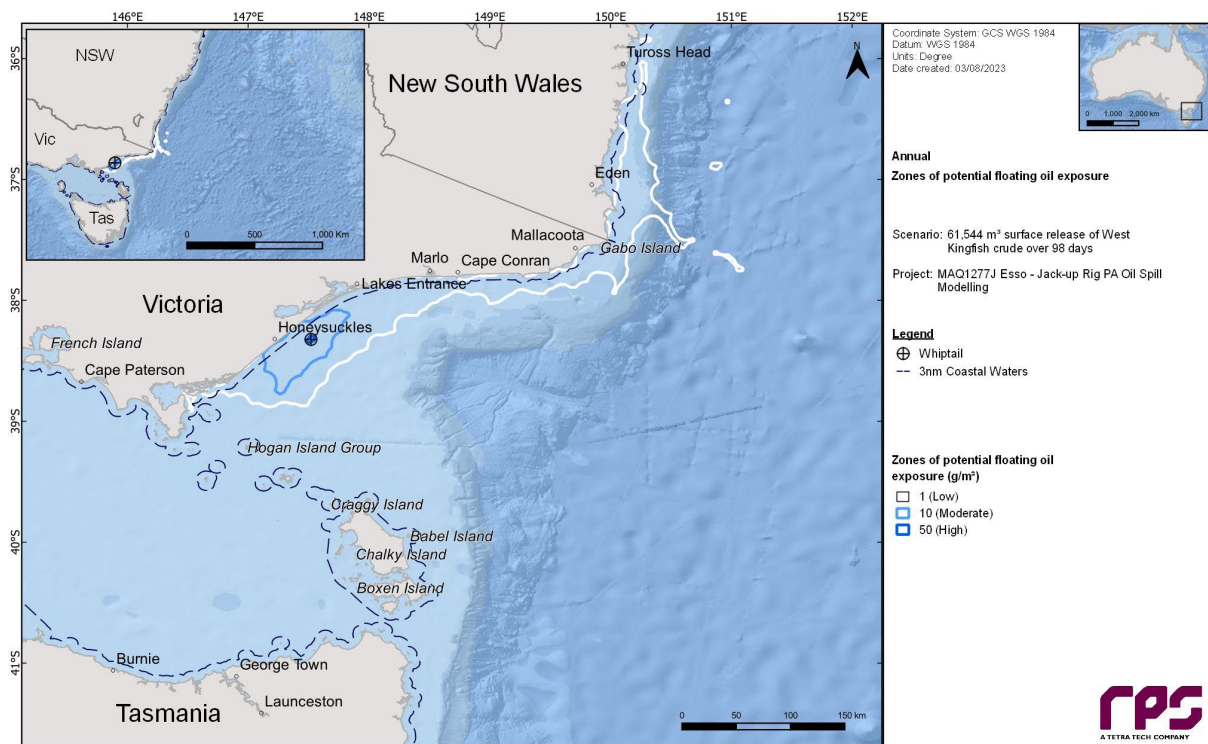 146°E
147°E
148°E
149°E
150°E
151°E
152°E
36°S
37°S
38°S
39°S
40°S
41°S
NSW
Vic
Tas
0 500 1,000 Km
New South Wales
Tuross Head
Eden
Mallacoota
Gabo Island
Marlo
Cape Conran
Lakes Entrance
Victoria
Honeysuckles
French Island
Cape Paterson
Hogan Island Group
Craggy Island
Babel Island
Chalky Island
Boxen Island
Burnie
George Town
Launceston
Tasmania
0 50 100 150 km
N
Coordinate System: GCS WGS 1984
Datum: WGS 1984
Units: Degree
Date created: 03/08/2023
0 1,000 2,000 km
Annual
Zones of potential floating oil exposure
Scenario: 61,544 m³ surface release of West
Kingfish crude over 98 days
Project: MAQ1277J Esso - Jack-up Rig PA Oil Spill
Modelling
Legend
Whiptail
3nm Coastal Waters
Zones of potential floating oil
exposure (g/m²)
1 (Low)
10 (Moderate)
50 (High)
rps
A TETRA TECH COMPANY